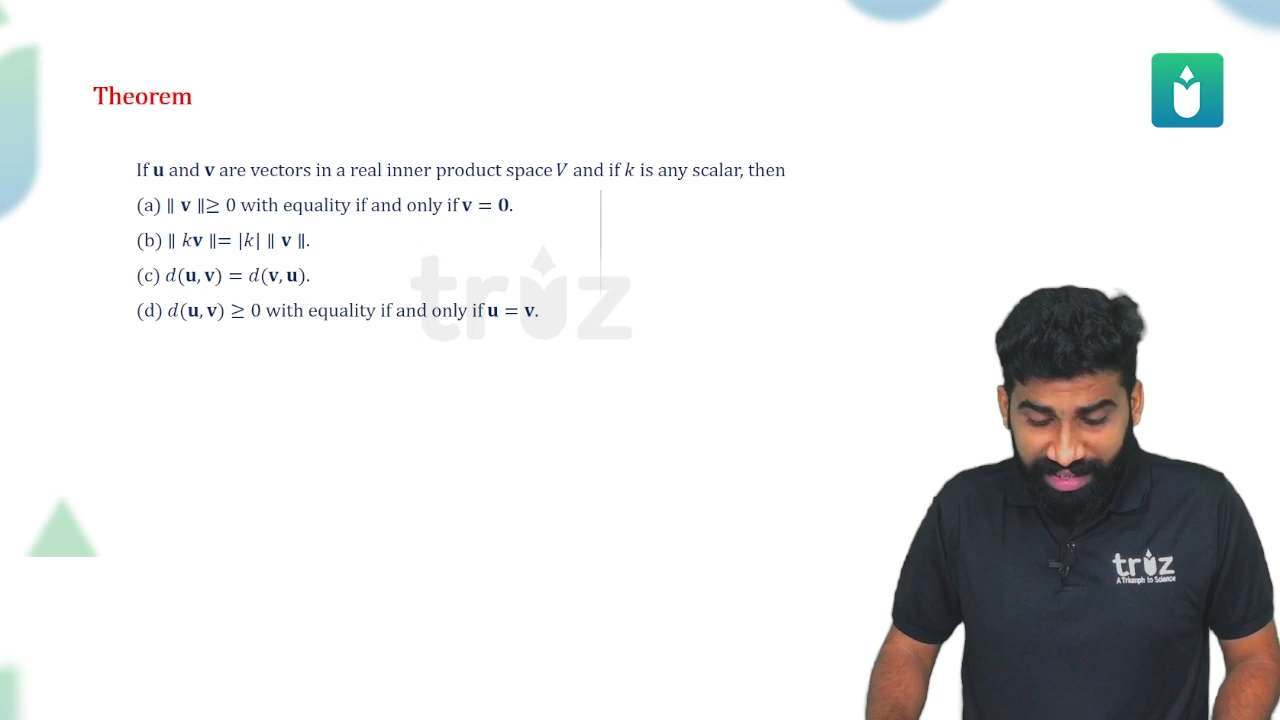 Theorem
If u and v are vectors in a real inner product space V and if k is any scalar, then
(a) ∥ v ∥≥ 0 with equality if and only if v = 0.
(b) ∥ kv ∥= |k| ∥ v ∥.
(c) d(u, v) = d(v, u).
(d) d(u, v) ≥ 0 with equality if and only if u = v.
truz
truz
A Triumph to Science